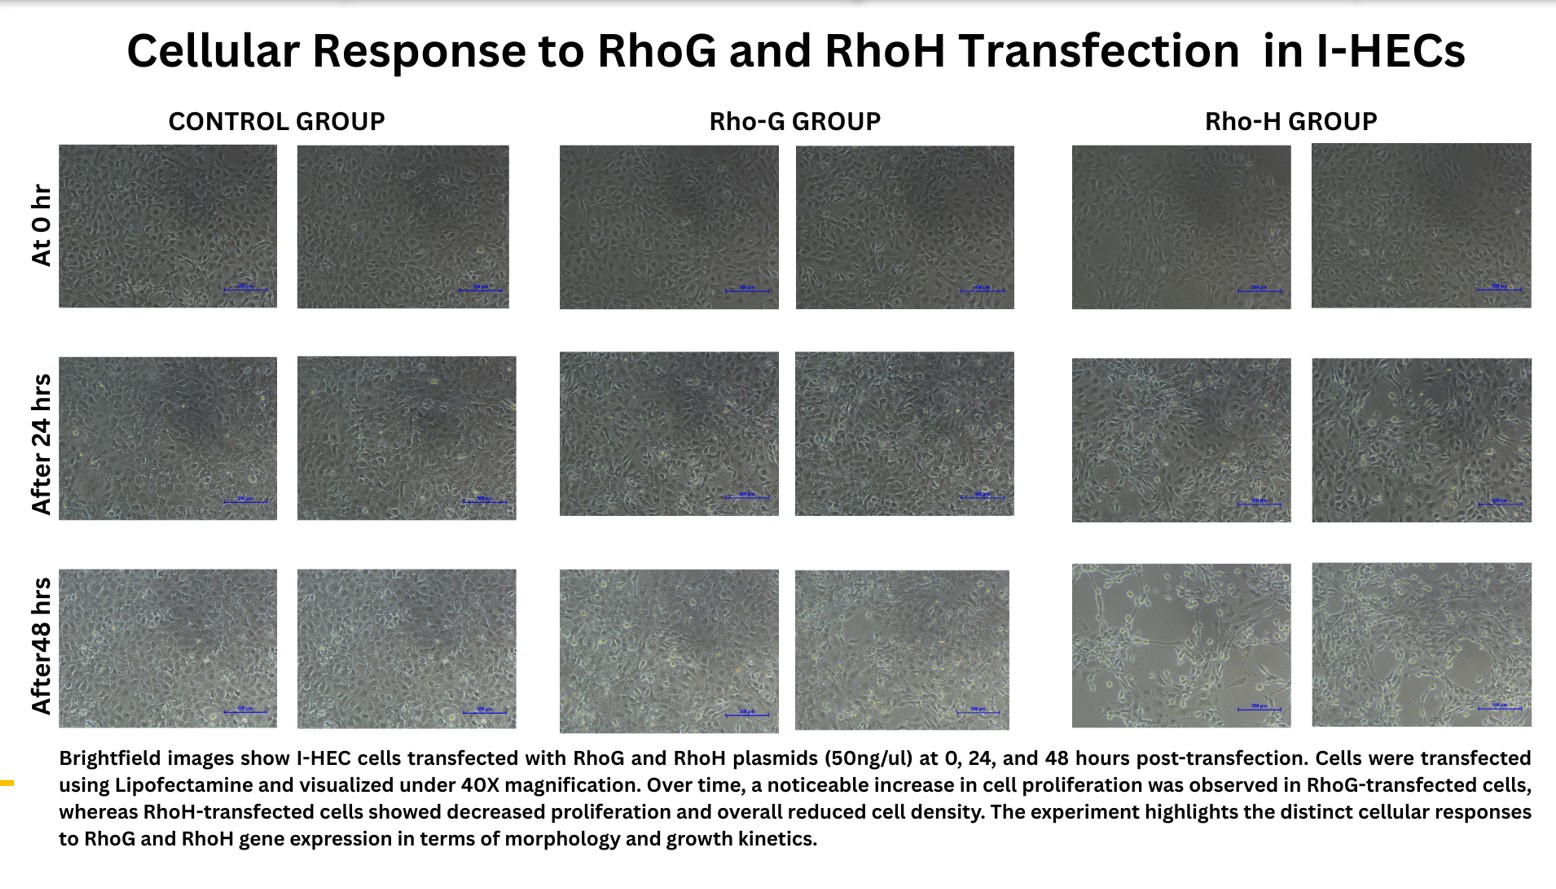 Cellular Response to RhoG and RhoH Transfection in I-HECs
CONTROL GROUP
Rho-G GROUP
Rho-H GROUP
At 0 hr
After 24 hrs
After48 hrs
Brightfield images show I-HEC cells transfected with RhoG and RhoH plasmids (50ng/ul) at 0, 24, and 48 hours post-transfection. Cells were transfected
using Lipofectamine and visualized under 40X magnification. Over time, a noticeable increase in cell proliferation was observed in RhoG-transfected cells,
whereas RhoH-transfected cells showed decreased proliferation and overall reduced cell density. The experiment highlights the distinct cellular responses
to RhoG and RhoH gene expression in terms of morphology and growth kinetics.